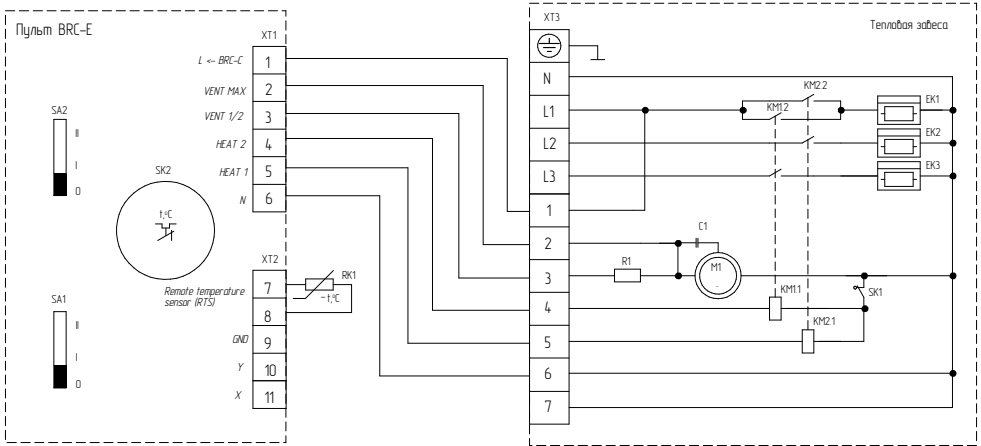 Пульт BRC-E
XT1
L <- BRC-C 1
VENT MAX 2
VENT 1/2 3
HEAT 2 4
HEAT 1 5
N 6
SA2
II
I
0
SK2
t,°C
XT2
7
Remote temperature
sensor (RTS)
8
GND 9
Y 10
X 11
RK1
-t,°C
SA1
II
I
0
XT3
Тепловая завеса
N
L1
L2
L3
1
2
3
4
5
6
7
KM2.2
KM1.2
EK1
EK2
EK3
C1
R1
M1
~
SK1
KM1.1
KM2.1